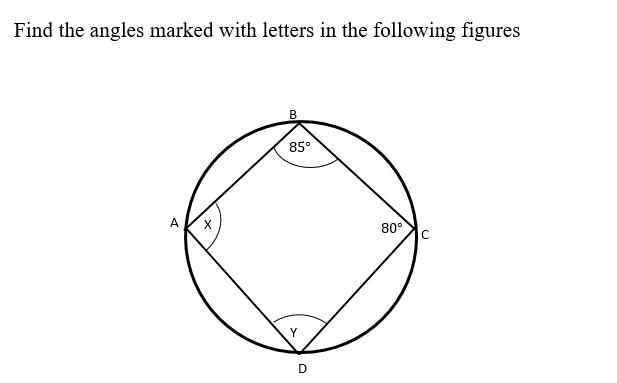 Find the angles marked with letters in the following figures
B
85°
A X 80° C
Y
D